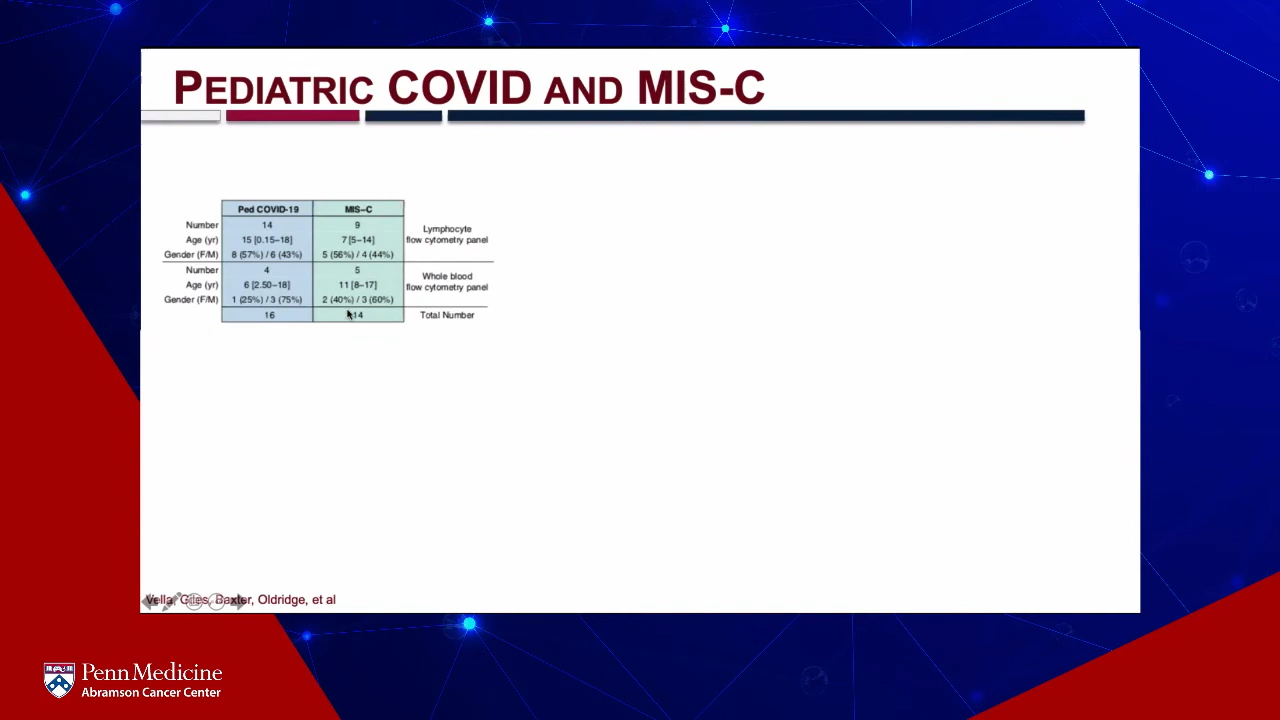 PEDIATRIC COVID AND MIS-C
Ped COVID-19 MIS–C
Number 14 9
Age (yr) 15 [0.15–18] 7 [5–14]
Gender (F/M) 8 (57%) / 6 (43%) 5 (56%) / 4 (44%)
Lymphocyte
flow cytometry panel
Number 4 5
Age (yr) 6 [2.50–18] 11 [8–17]
Gender (F/M) 1 (25%) / 3 (75%) 2 (40%) / 3 (60%)
Whole blood
flow cytometry panel
16 14 Total Number
Vella, Giles, Baxter, Oldridge, et al
Penn Medicine
Abramson Cancer Center